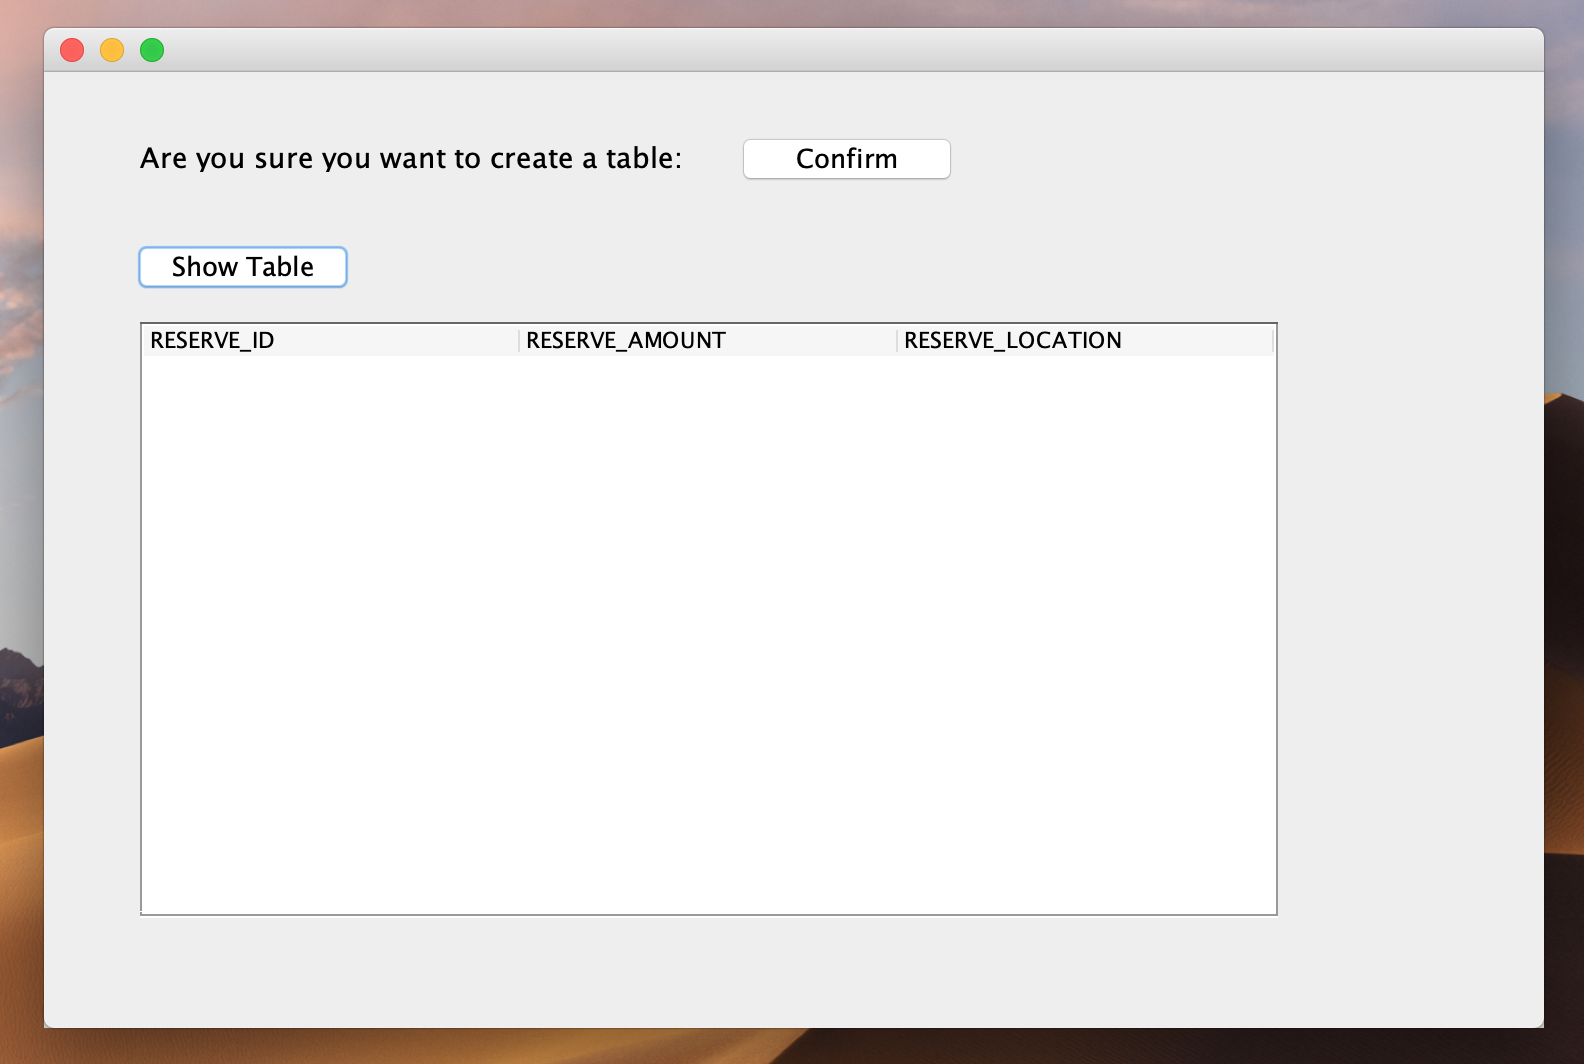 Are you sure you want to create a table: Confirm
Show Table
RESERVE_ID RESERVE_AMOUNT RESERVE_LOCATION